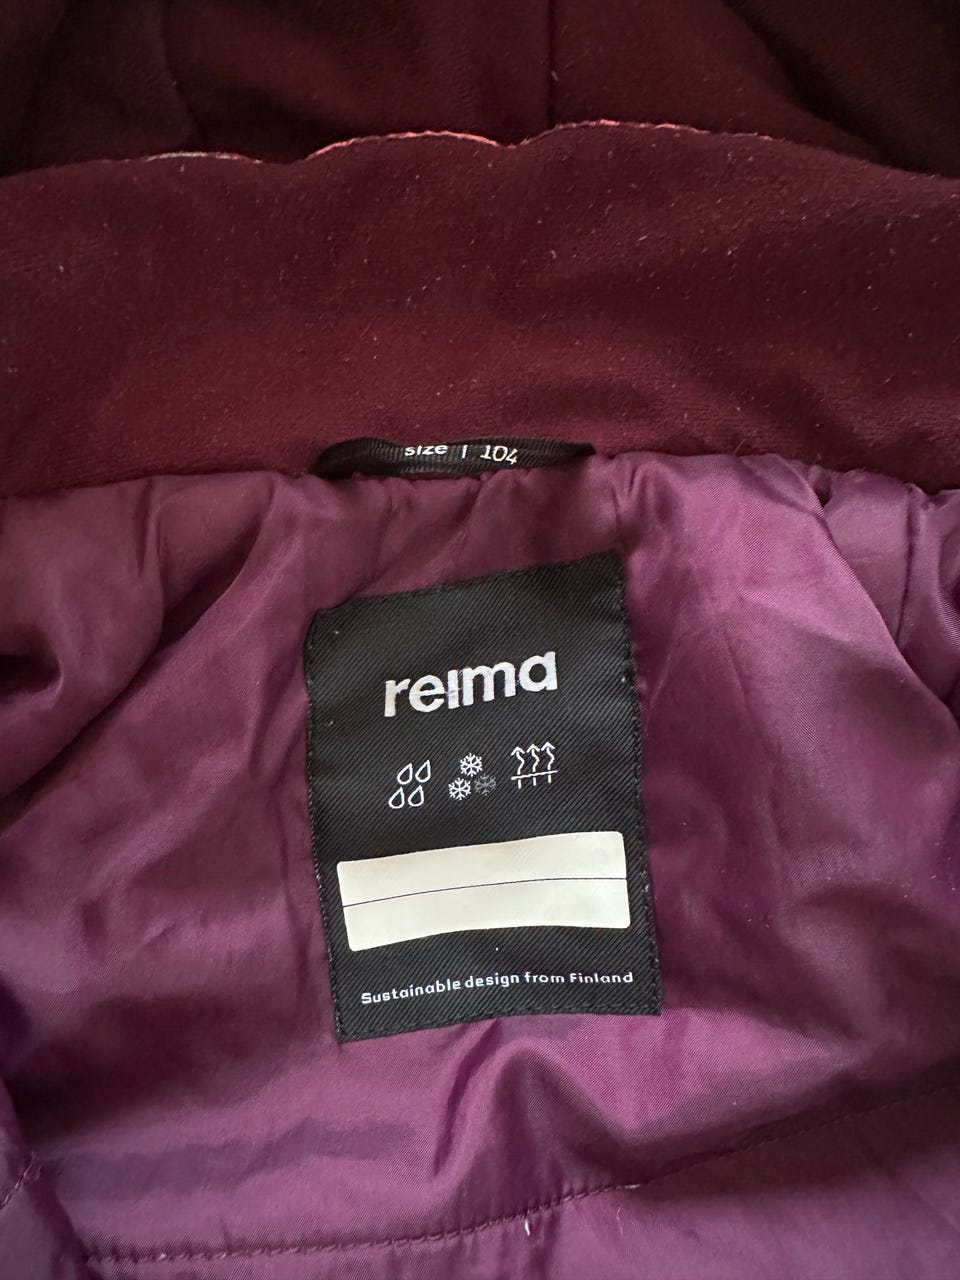 size | 104
reima
Sustainable design from Finland